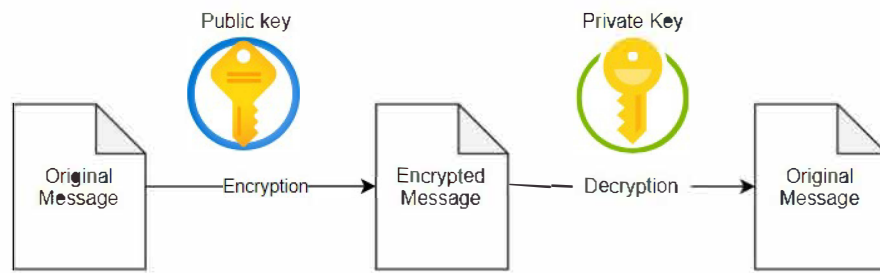 Public key
Private Key
Original
Message
Encryption
Encrypted
Message
Decryption
Original
Message